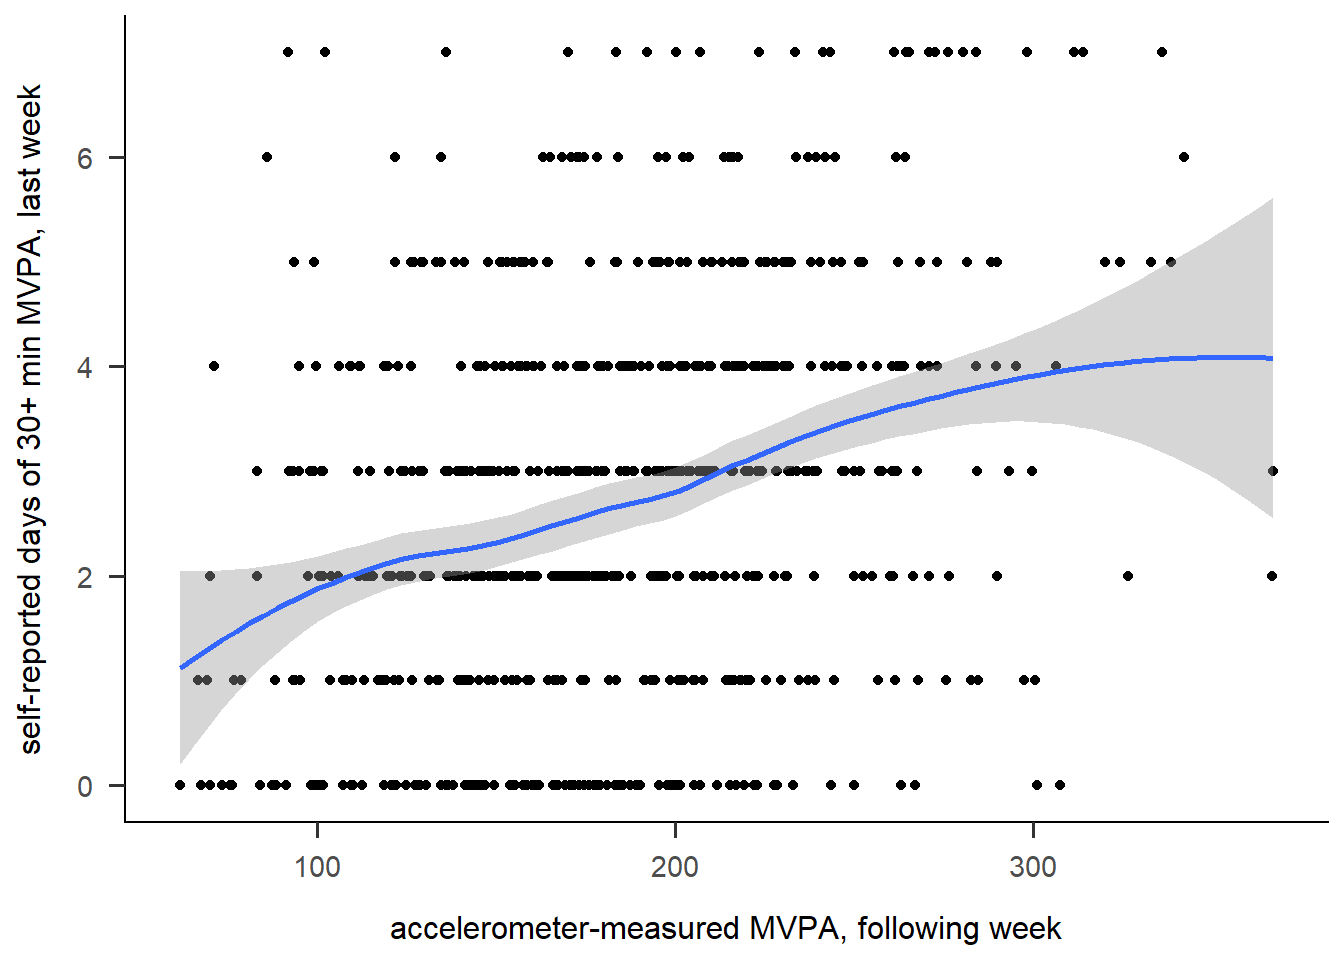 self-reported days of 30+ min MVPA, last week
6
4
2
0
100 200 300
accelerometer-measured MVPA, following week